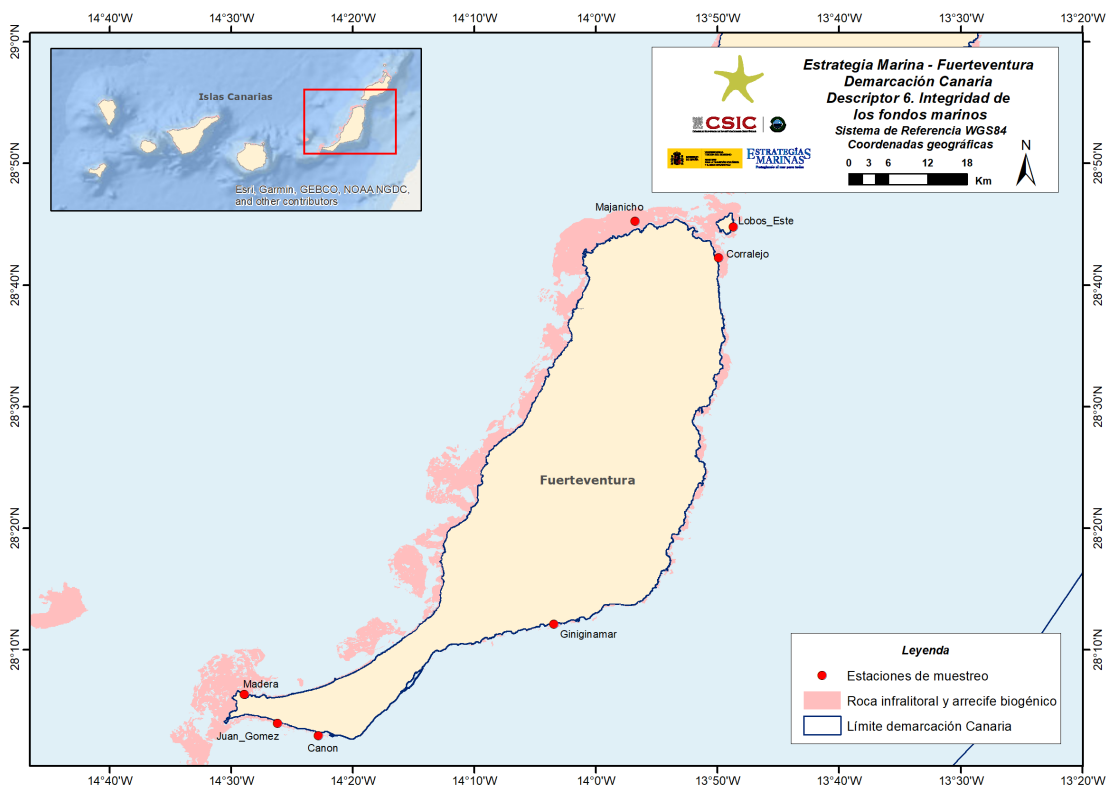 14°40'W 14°30'W 14°20'W 14°10'W 14°0'W 13°50'W 13°40'W 13°30'W 13°20'W
29°0'N
28°50'N
28°40'N
28°30'N
28°20'N
28°10'N
Islas Canarias
Esri, Garmin, GEBCO, NOAA NGDC,
and other contributors
Estrategia Marina - Fuerteventura
Demarcación Canaria
Descriptor 6. Integridad de
los fondos marinos
Sistema de Referencia WGS84
Coordenadas geográficas
CSIC
ESTRATEGIAS
MARINAS
0 3 6 12 18
Km
N
29°0'N
28°50'N
28°40'N
28°30'N
28°20'N
28°10'N
Majanicho
Lobos_Este
Corralejo
Fuerteventura
Giniginamar
Madera
Juan_Gomez
Canon
Leyenda
Estaciones de muestreo
Roca infralitoral y arrecife biogénico
Límite demarcación Canaria
14°40'W 14°30'W 14°20'W 14°10'W 14°0'W 13°50'W 13°40'W 13°30'W 13°20'W